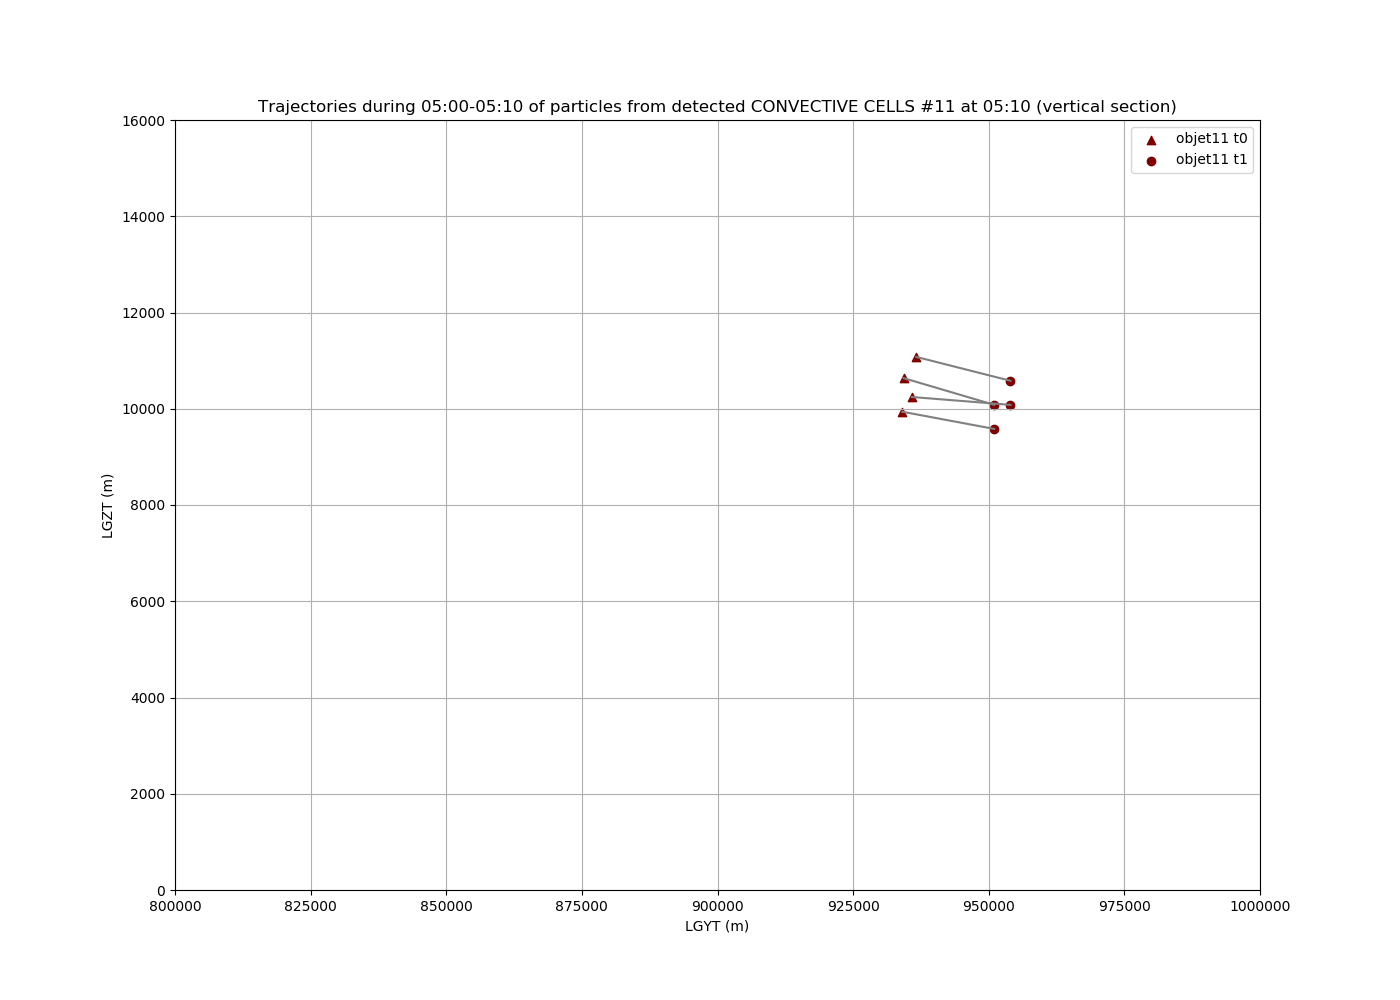 Trajectories during 05:00-05:10 of particles from detected CONVECTIVE CELLS #11 at 05:10 (vertical section)
objet11 t0
objet11 t1
16000
14000
12000
10000
8000
6000
4000
2000
0
LGZT (m)
800000 825000 850000 875000 900000 925000 950000 975000 1000000
LGYT (m)